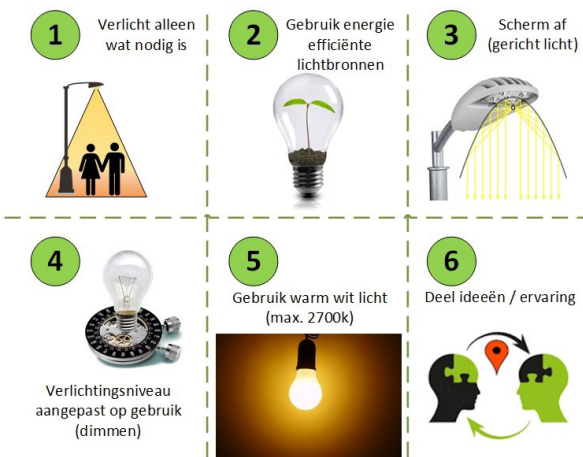 1
Verlicht alleen
wat nodig is
2
Gebruik energie
efficiënte
lichtbronnen
3
Scherm af
(gericht licht)
4
Verlichtingsniveau
aangepast op gebruik
(dimmen)
5
Gebruik warm wit licht
(max. 2700k)
6
Deel ideeën / ervaring